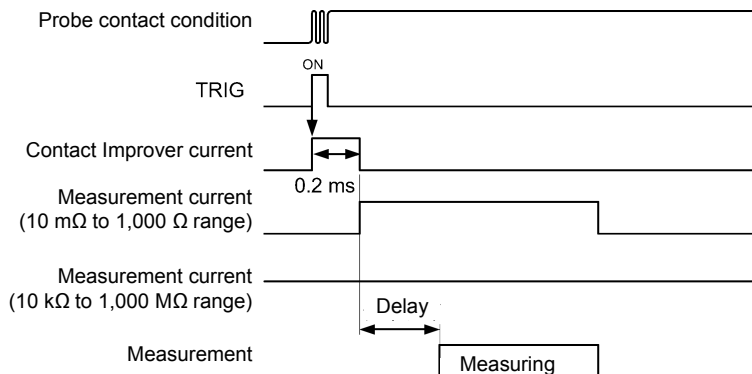 Probe contact condition
ON
TRIG
Contact Improver current
0.2 ms
Measurement current
(10 mΩ to 1,000 Ω range)
Measurement current
(10 kΩ to 1,000 MΩ range)
Delay
Measurement
Measuring